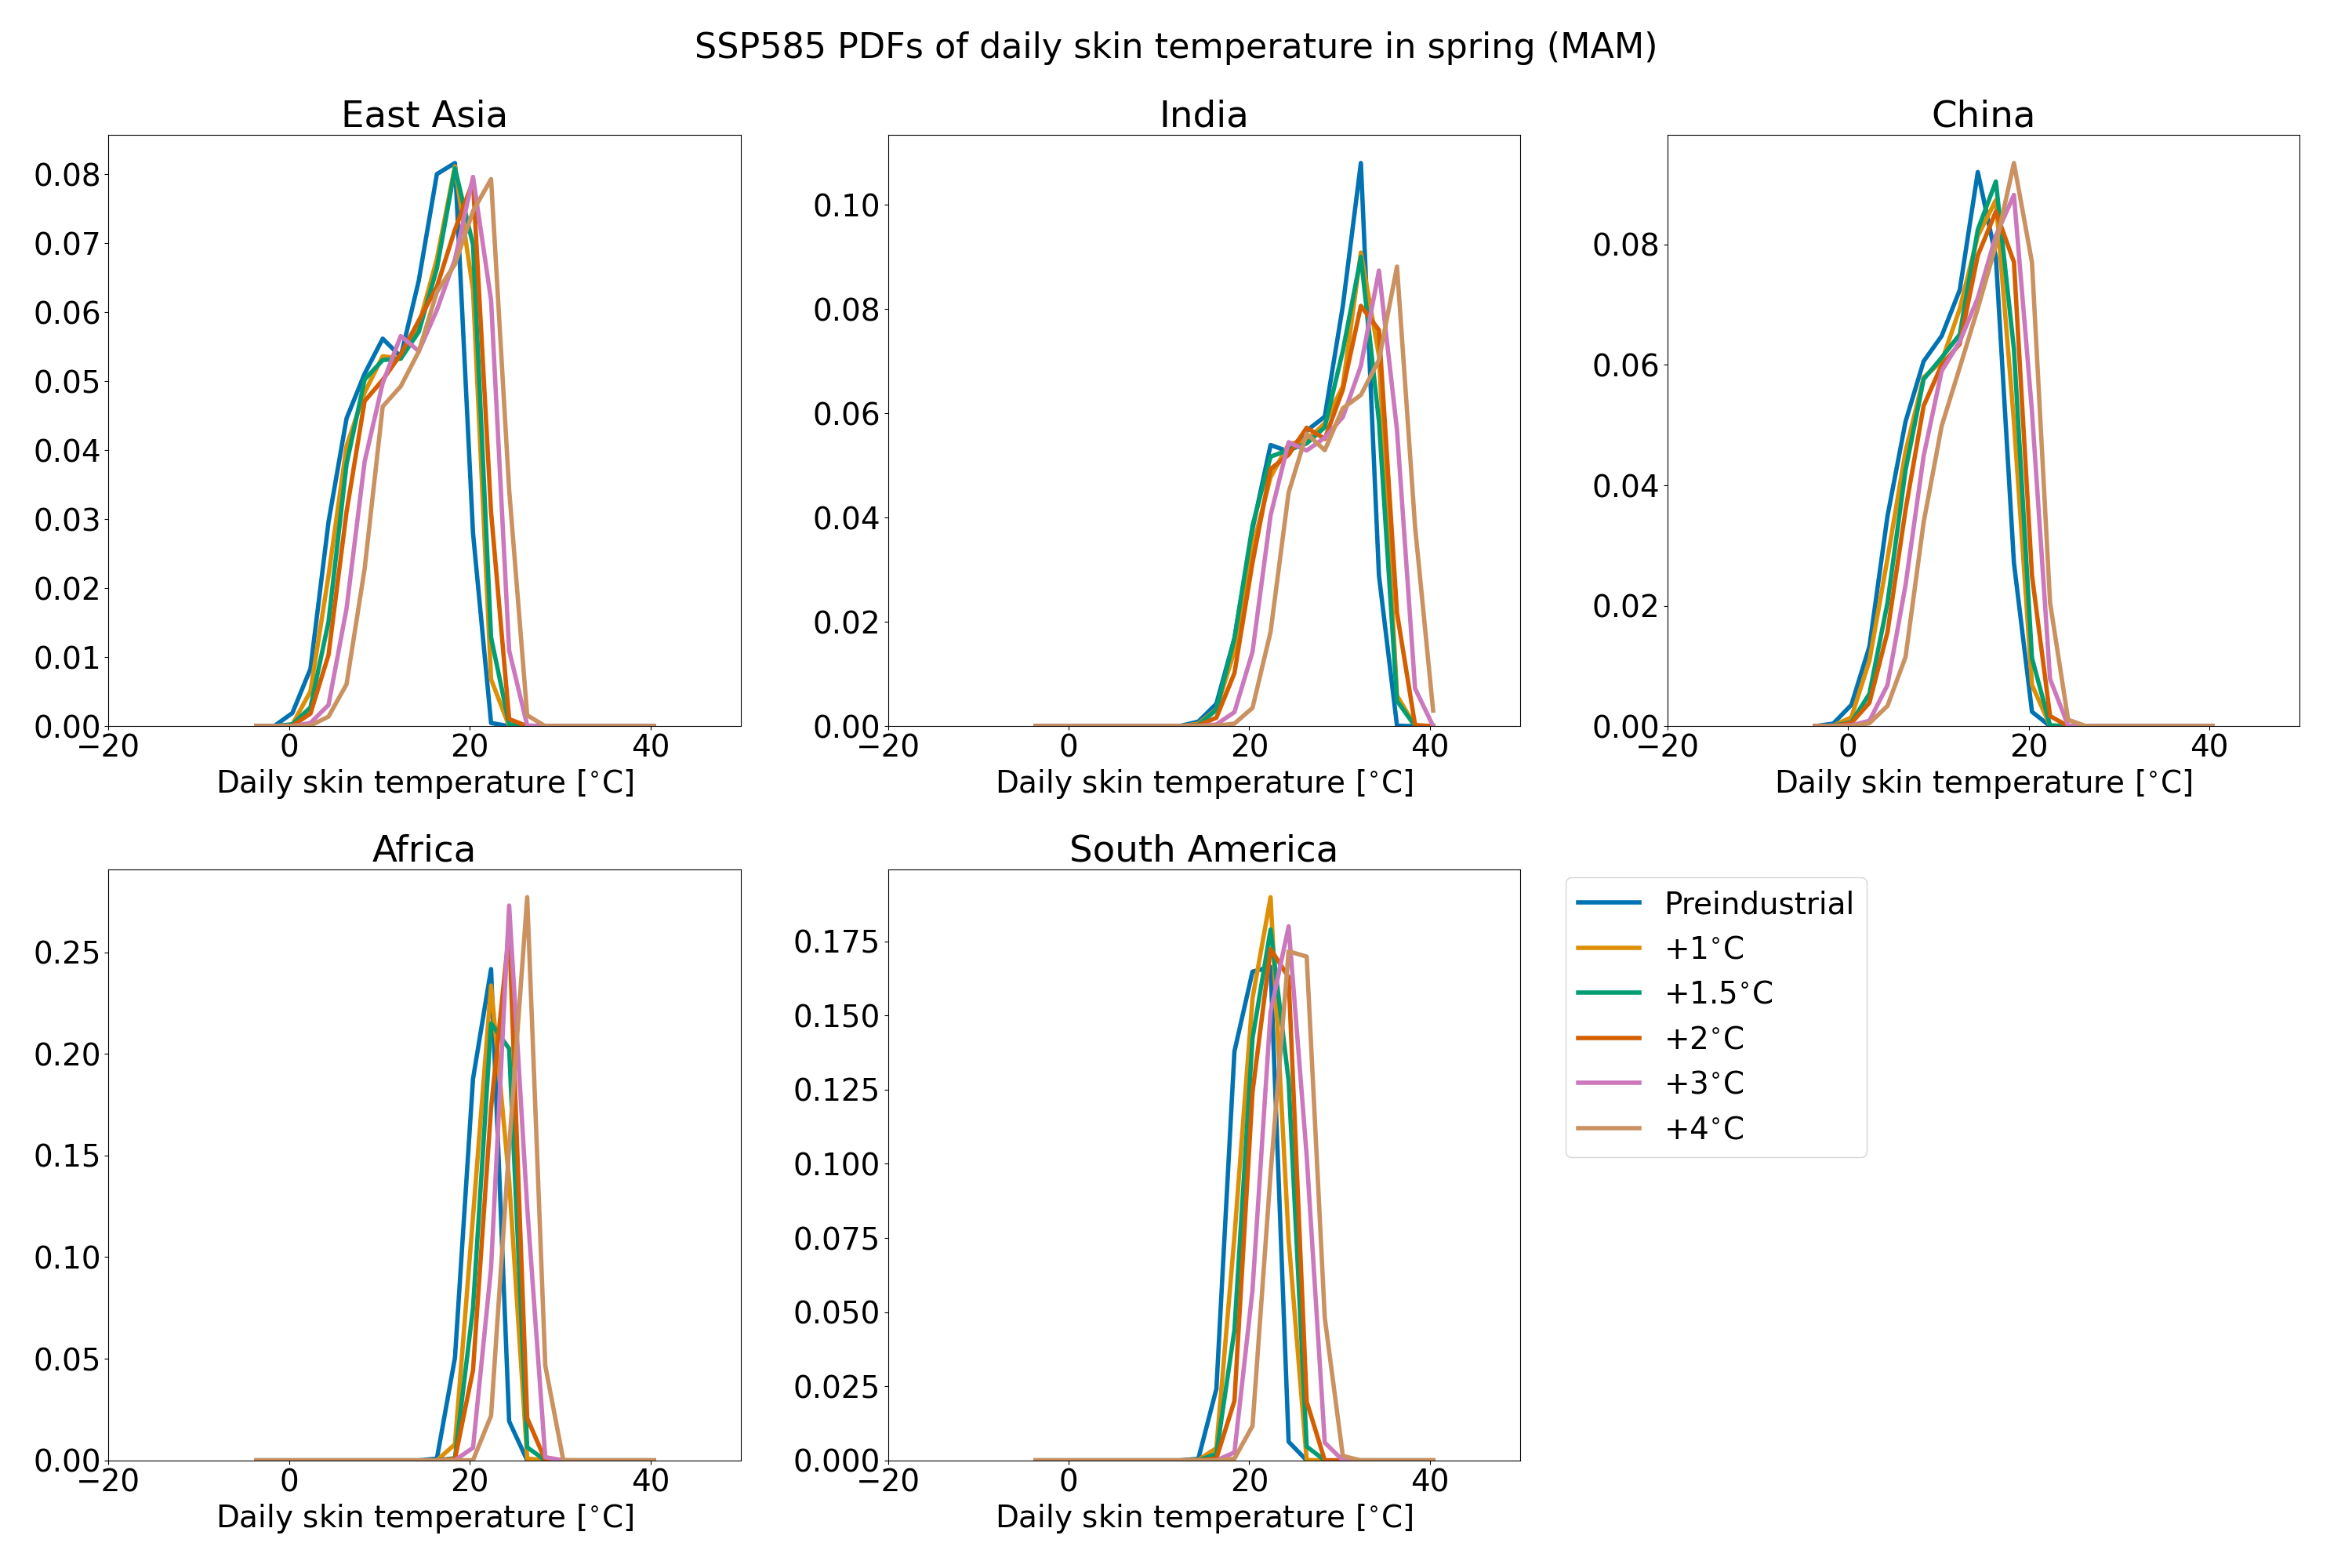 SSP585 PDFs of daily skin temperature in spring (MAM)
East Asia
0.08
0.07
0.06
0.05
0.04
0.03
0.02
0.01
0.00
−20 0 20 40
Daily skin temperature [°C]
India
0.10
0.08
0.06
0.04
0.02
0.00
−20 0 20 40
Daily skin temperature [°C]
China
0.08
0.06
0.04
0.02
0.00
−20 0 20 40
Daily skin temperature [°C]
Africa
0.25
0.20
0.15
0.10
0.05
0.00
−20 0 20 40
Daily skin temperature [°C]
South America
0.175
0.150
0.125
0.100
0.075
0.050
0.025
0.000
−20 0 20 40
Daily skin temperature [°C]
Preindustrial
+1°C
+1.5°C
+2°C
+3°C
+4°C